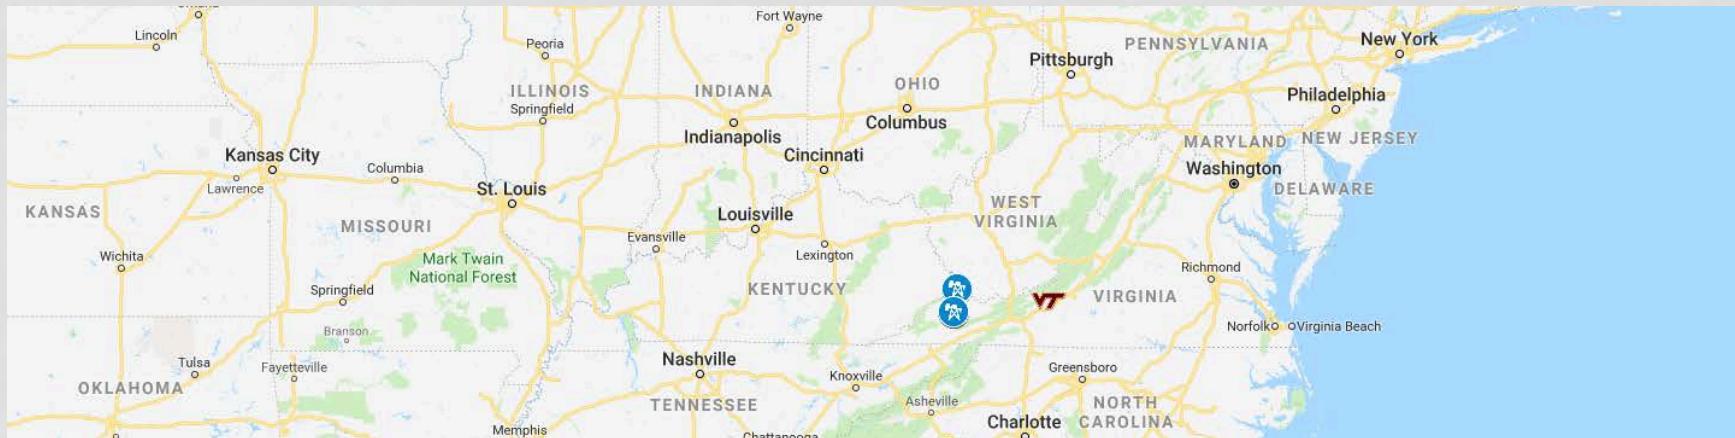 Lincoln
Fort Wayne
Peoria
Pittsburgh
PENNSYLVANIA
New York
ILLINOIS
Springfield
INDIANA
OHIO
Philadelphia
Indianapolis
Columbus
MARYLAND
NEW JERSEY
Kansas City
Lawrence
Columbia
St. Louis
Cincinnati
Washington
DELAWARE
KANSAS
MISSOURI
Louisville
WEST
VIRGINIA
Evansville
Lexington
Wichita
Mark Twain
National Forest
Springfield
KENTUCKY
VT
VIRGINIA
Richmond
Branson
Norfolk
Virginia Beach
Tulsa
Fayetteville
Nashville
Knoxville
Greensboro
OKLAHOMA
TENNESSEE
Asheville
NORTH
CAROLINA
Memphis
Charlotte